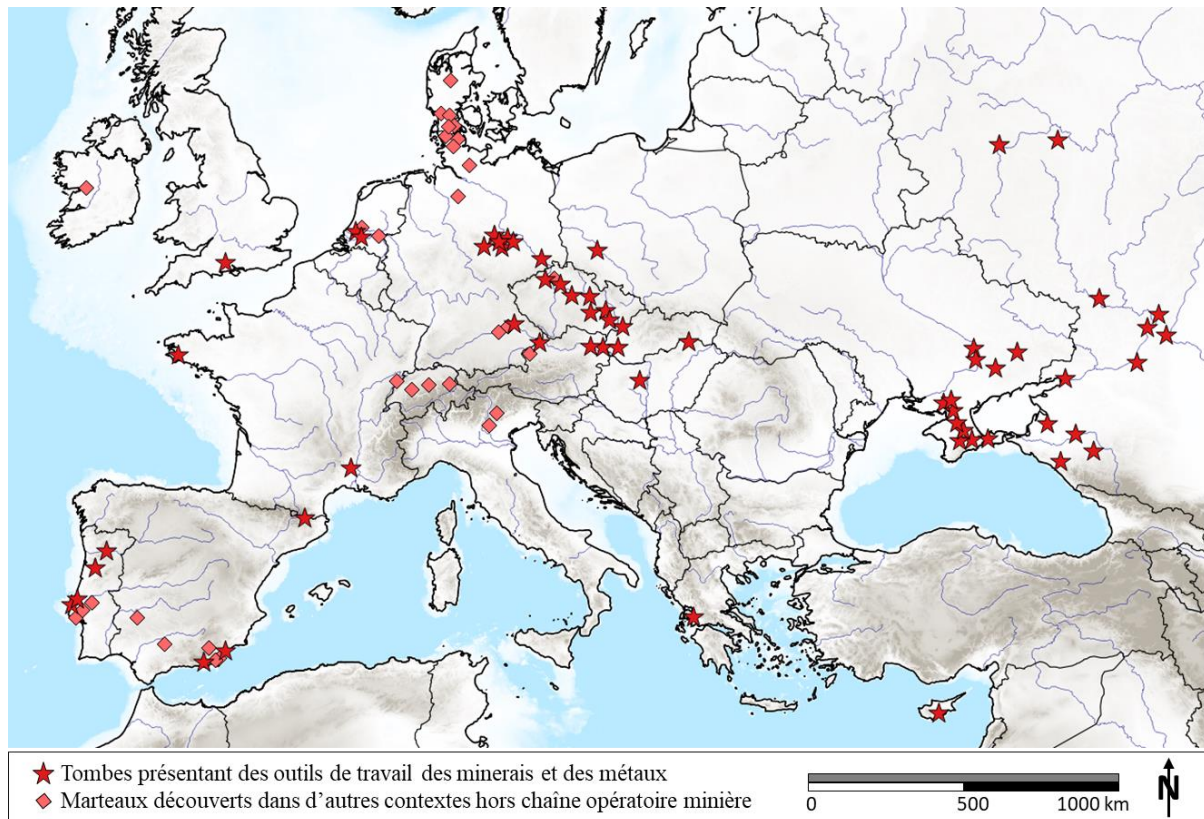 Tombes présentant des outils de travail des minerais et des métaux
Marteaux découverts dans d'autres contextes hors chaîne opératoire minière
0 500 1000 km
N